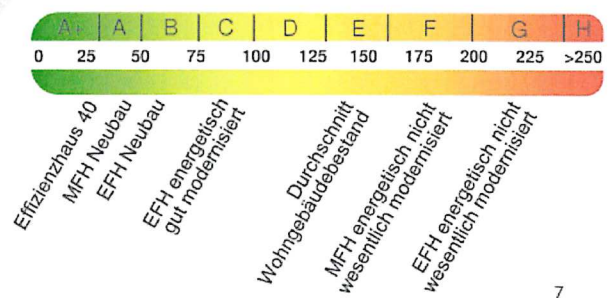 A+ A B C D E F G H
0 25 50 75 100 125 150 175 200 225 >250
Effizienzhaus 40
MFH Neubau
EFH Neubau
EFH energetisch
gut modernisiert
Durchschnitt
Wohngebäudebestand
MFH energetisch nicht
wesentlich modernisiert
EFH energetisch nicht
wesentlich modernisiert
7